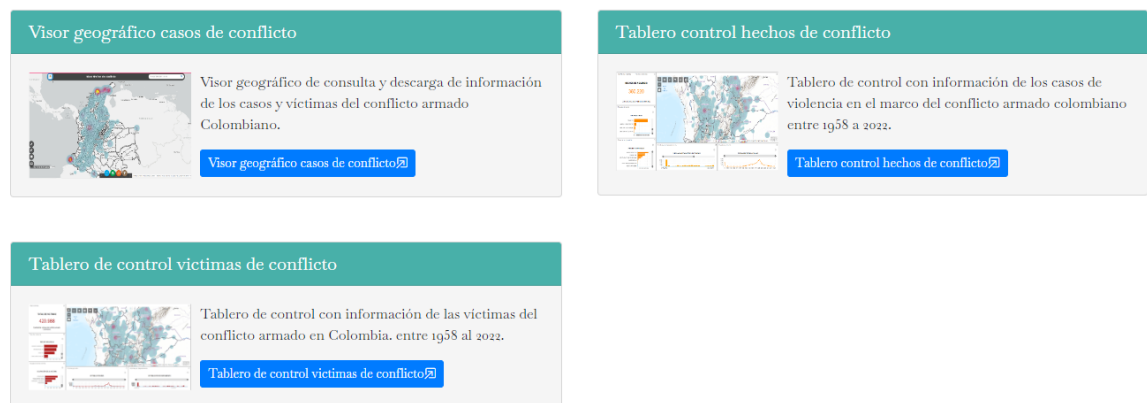 Visor geográfico casos de conflicto
Visor geográfico de consulta y descarga de información
de los casos y víctimas del conflicto armado
Colombiano.
Visor geográfico casos de conflicto
Tablero control hechos de conflicto
Tablero de control con información de los casos de
violencia en el marco del conflicto armado colombiano
entre 1958 a 2022.
Tablero control hechos de conflicto
Tablero de control victimas de conflicto
Tablero de control con información de las víctimas del
conflicto armado en Colombia. entre 1958 al 2022.
Tablero de control victimas de conflicto